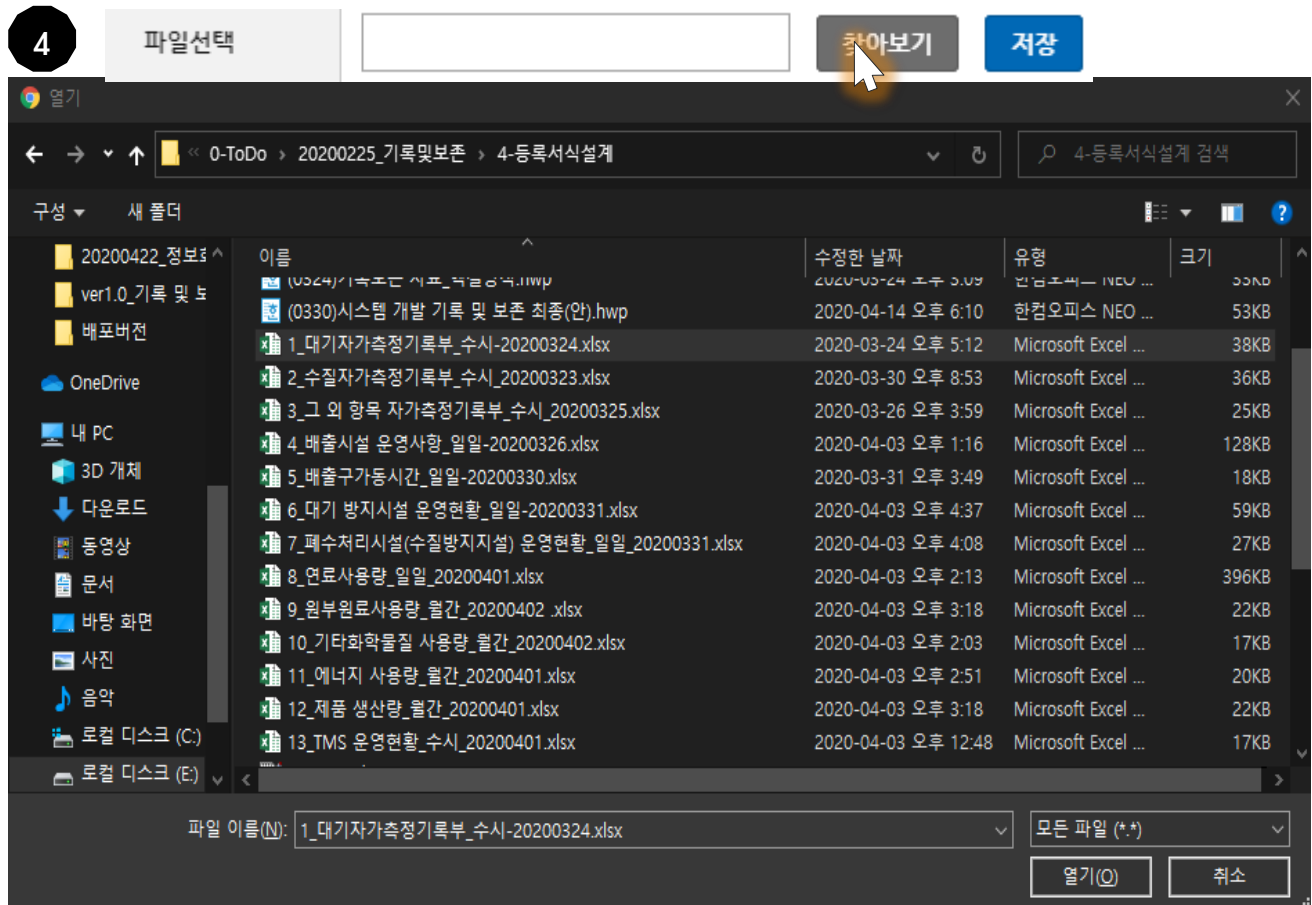 4 파일선택 찾아보기 저장
열기
« 0-ToDo › 20200225_기록및보존 › 4-등록서식설계 4-등록서식설계 검색
구성 새 폴더 ?
이름 수정한 날짜 유형 크기
20200422_정보
ver1.0_기록 및
배포버전
OneDrive
내 PC
3D 개체
다운로드
동영상
문서
바탕 화면
사진
음악
로컬 디스크 (C:)
로컬 디스크 (E:)
(0330)시스템 개발 기록 및 보존 최종(안).hwp 2020-04-14 오후 6:10 한컴오피스 NEO ... 53KB
1_대기자가측정기록부_수시-20200324.xlsx 2020-03-24 오후 5:12 Microsoft Excel ... 38KB
2_수질자가측정기록부_수시_20200323.xlsx 2020-03-30 오후 8:53 Microsoft Excel ... 36KB
3_그 외 항목 자가측정기록부_수시_20200325.xlsx 2020-03-26 오후 3:59 Microsoft Excel ... 25KB
4_배출시설 운영사항_일일-20200326.xlsx 2020-04-03 오후 1:16 Microsoft Excel ... 128KB
5_배출구가동시간_일일-20200330.xlsx 2020-03-31 오후 3:49 Microsoft Excel ... 18KB
6_대기 방지시설 운영현황_일일-20200331.xlsx 2020-04-03 오후 4:37 Microsoft Excel ... 59KB
7_폐수처리시설(수질방지지설) 운영현황_일일_20200331.xlsx 2020-04-03 오후 4:08 Microsoft Excel ... 27KB
8_연료사용량_일일_20200401.xlsx 2020-04-03 오후 2:13 Microsoft Excel ... 396KB
9_원부원료사용량_월간_20200402 .xlsx 2020-04-03 오후 3:18 Microsoft Excel ... 22KB
10_기타화학물질 사용량_월간_20200402.xlsx 2020-04-03 오후 2:03 Microsoft Excel ... 17KB
11_에너지 사용량_월간_20200401.xlsx 2020-04-03 오후 2:51 Microsoft Excel ... 20KB
12_제품 생산량_월간_20200401.xlsx 2020-04-03 오후 3:18 Microsoft Excel ... 22KB
13_TMS 운영현황_수시_20200401.xlsx 2020-04-03 오후 12:48 Microsoft Excel ... 17KB
파일 이름(N): 1_대기자가측정기록부_수시-20200324.xlsx 모든 파일 (*.*)
열기(O) 취소